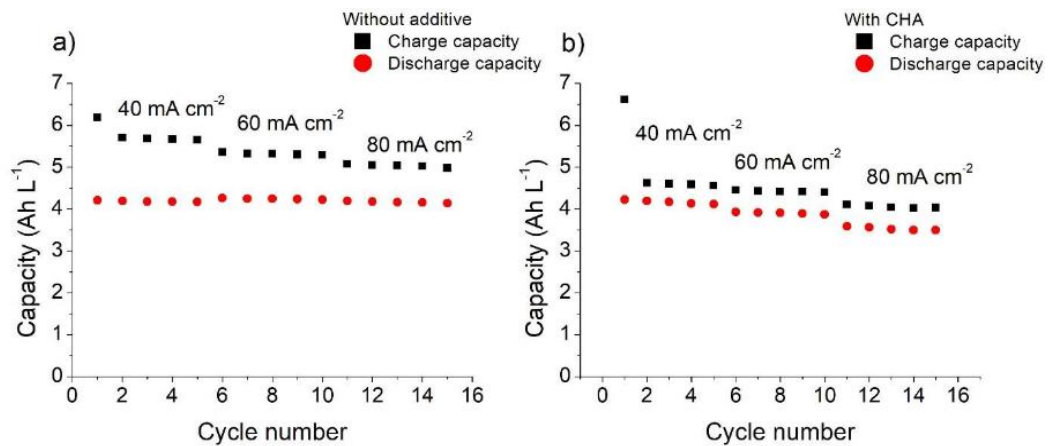 Without additive
a)
Charge capacity
Discharge capacity
7
6
5
4
3
2
1
0
40 mA cm⁻²
60 mA cm⁻²
80 mA cm⁻²
0 2 4 6 8 10 12 14 16
Capacity (Ah L⁻¹)
Cycle number
With CHA
b)
Charge capacity
Discharge capacity
7
6
5
4
3
2
1
0
40 mA cm⁻²
60 mA cm⁻²
80 mA cm⁻²
0 2 4 6 8 10 12 14 16
Capacity (Ah L⁻¹)
Cycle number